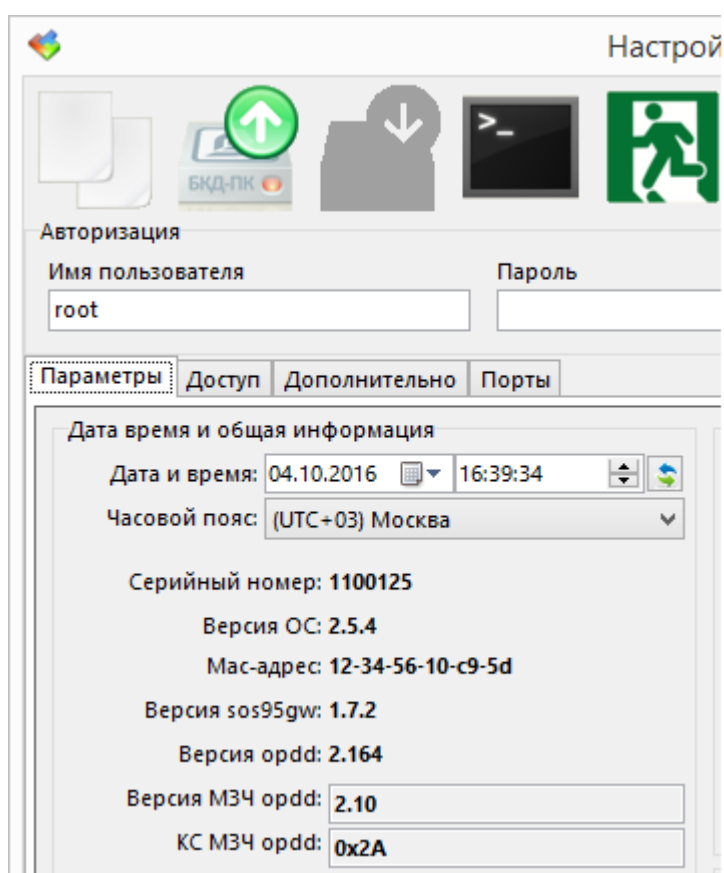 Настрой
>_
БКД-ПК
Авторизация
Имя пользователя Пароль
root
Параметры Доступ Дополнительно Порты
Дата время и общая информация
Дата и время: 04.10.2016 16:39:34
Часовой пояс: (UTC+03) Москва
Серийный номер: 1100125
Версия ОС: 2.5.4
Mac-адрес: 12-34-56-10-c9-5d
Версия sos95gw: 1.7.2
Версия opdd: 2.164
Версия МЗЧ opdd: 2.10
КС МЗЧ opdd: 0x2A